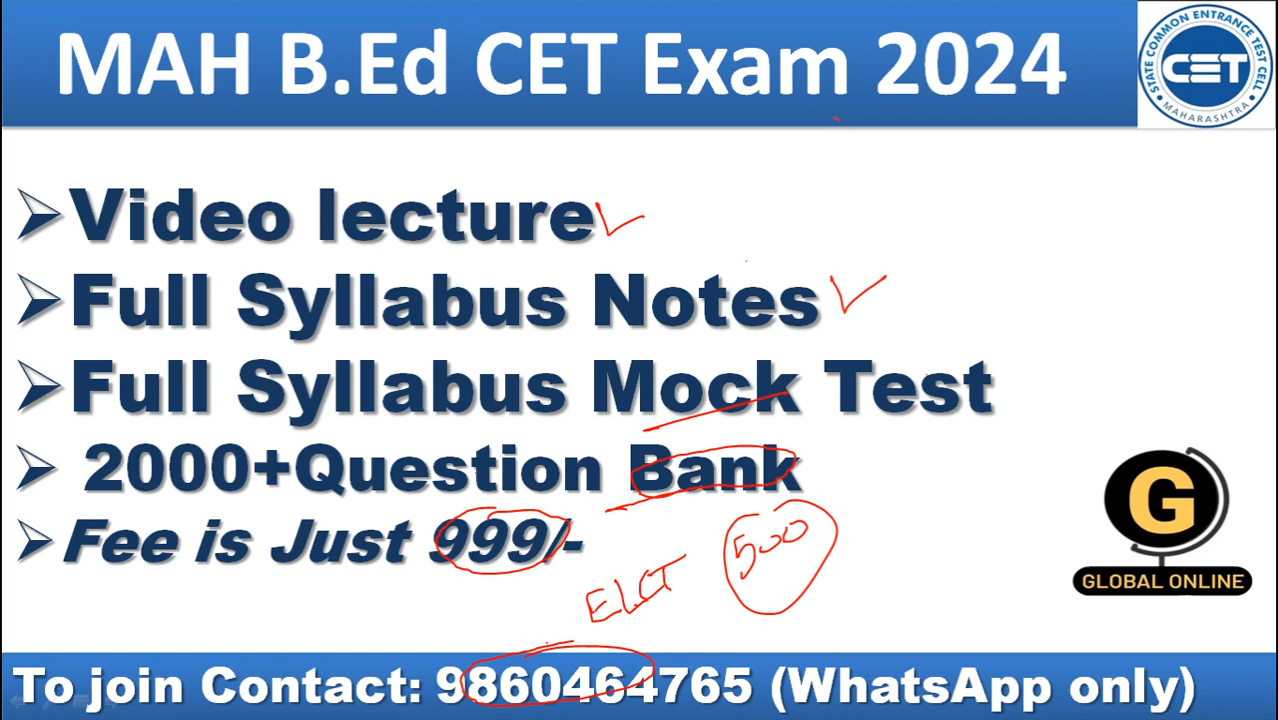 MAH B.Ed CET Exam 2024
STATE COMMON ENTRANCE TEST CELL
CET
MAHARASHTRA
Video lecture
Full Syllabus Notes
Full Syllabus Mock Test
2000+Question Bank
Fee is Just 999/-
500
ELCT
G
GLOBAL ONLINE
To join Contact: 9860464765 (WhatsApp only)